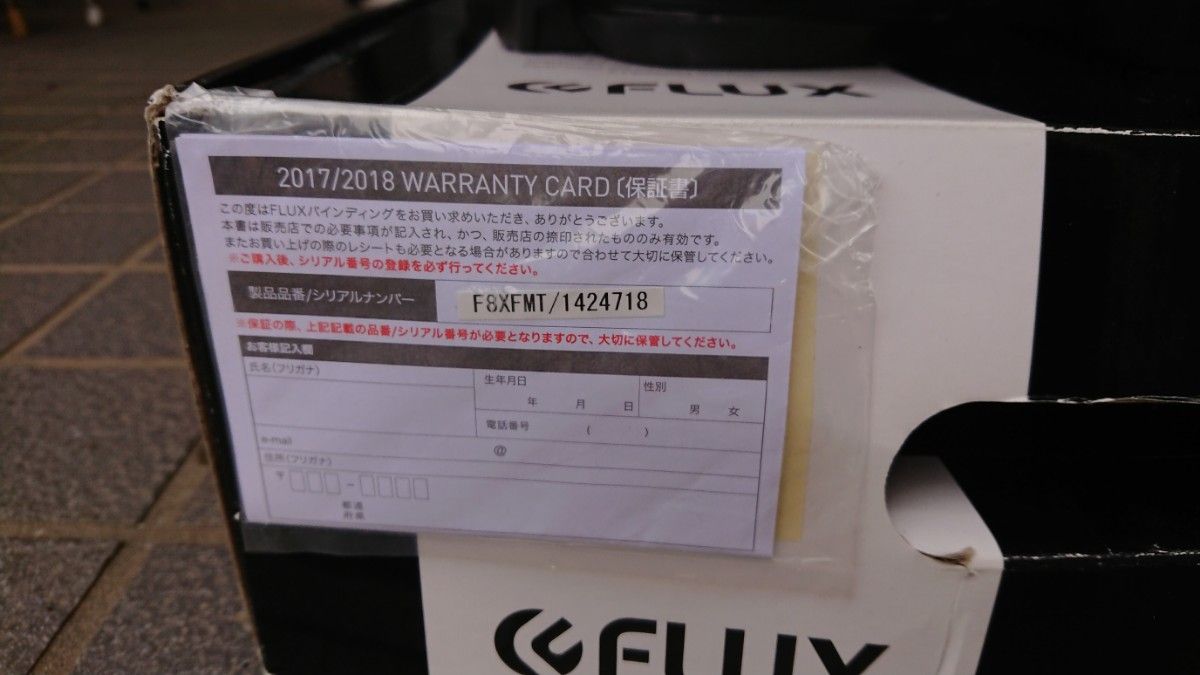 FLUX
2017/2018 WARRANTY CARD〔保証書〕
この度はFLUXバインディングをお買い求めいただき、ありがとうございます。
本書は販売店での必要事項が記入され、かつ、販売店の捺印されたもののみ有効です。
またお買い上げの際のレシートも必要となる場合がありますので合わせて大切に保管してください。
※ご購入後、シリアル番号の登録を必ず行ってください。
製品品番/シリアルナンバー F8XFMT/1424718
※保証の際、上記記載の品番/シリアル番号が必要となりますので、大切に保管してください。
お客様記入欄
氏名(フリガナ) 生年月日 性別
年 月 日 男 女
電話番号 ( )
e-mail @
住所(フリガナ)
〒 -
都道
府県
FLUX